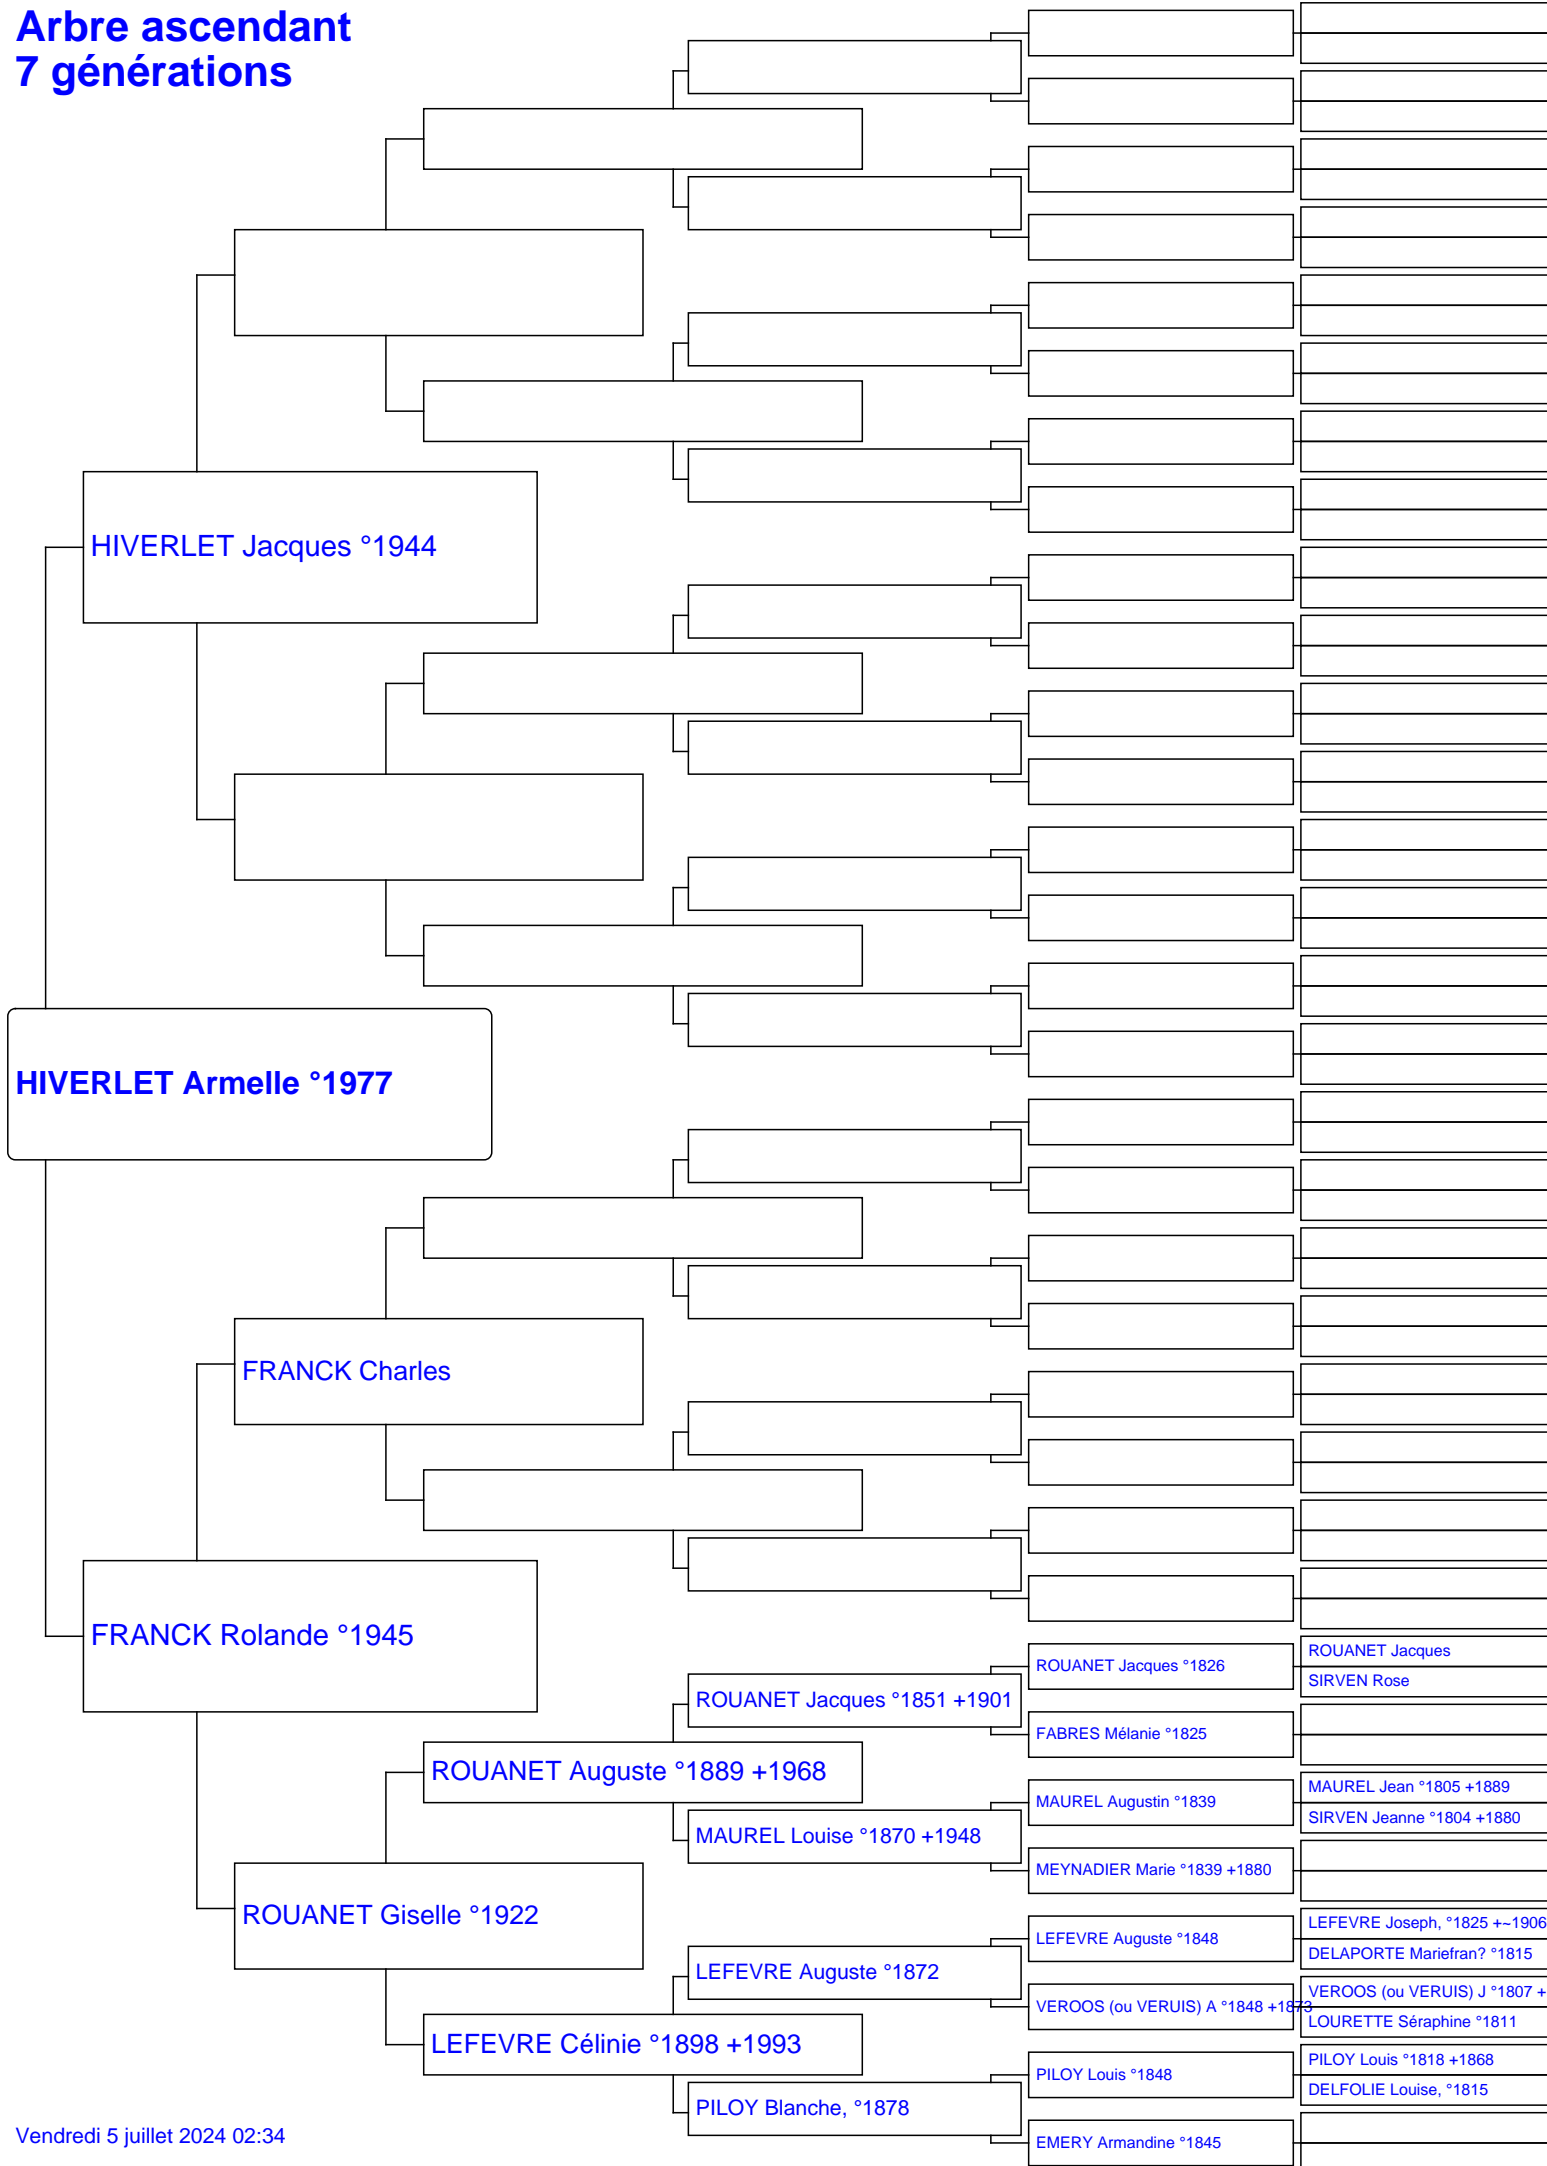 Arbre ascendant
7 générations
HIVERLET Jacques °1944
HIVERLET Armelle °1977
FRANCK Charles
FRANCK Rolande °1945
ROUANET Jacques °1826
ROUANET Jacques
SIRVEN Rose
ROUANET Jacques °1851 +1901
FABRES Mélanie °1825
ROUANET Auguste °1889 +1968
MAUREL Augustin °1839
MAUREL Jean °1805 +1889
SIRVEN Jeanne °1804 +1880
MAUREL Louise °1870 +1948
MEYNADIER Marie °1839 +1880
ROUANET Giselle °1922
LEFEVRE Auguste °1848
LEFEVRE Joseph, °1825 +~1906
DELAPORTE Mariefran? °1815
LEFEVRE Auguste °1872
VEROOS (ou VERUIS) A °1848 +1873
VEROOS (ou VERUIS) J °1807 +
LOURETTE Séraphine °1811
LEFEVRE Célinie °1898 +1993
PILOY Louis °1848
PILOY Louis °1818 +1868
DELFOLIE Louise, °1815
PILOY Blanche, °1878
EMERY Armandine °1845
Vendredi 5 juillet 2024 02:34